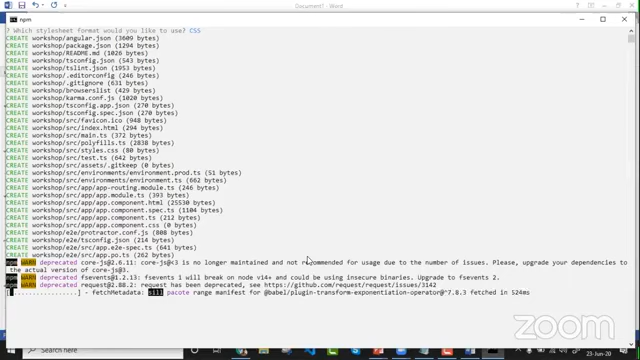 Document1 - Word
npm
? Which stylesheet format would you like to use? CSS
CREATE workshop/angular.json (3609 bytes)
CREATE workshop/package.json (1294 bytes)
CREATE workshop/README.md (1026 bytes)
CREATE workshop/tsconfig.json (543 bytes)
CREATE workshop/tslint.json (1953 bytes)
CREATE workshop/.editorconfig (246 bytes)
CREATE workshop/.gitignore (631 bytes)
CREATE workshop/browserslist (429 bytes)
CREATE workshop/karma.conf.js (1020 bytes)
CREATE workshop/tsconfig.app.json (270 bytes)
CREATE workshop/tsconfig.spec.json (270 bytes)
CREATE workshop/src/favicon.ico (948 bytes)
CREATE workshop/src/index.html (294 bytes)
CREATE workshop/src/main.ts (372 bytes)
CREATE workshop/src/polyfills.ts (2838 bytes)
CREATE workshop/src/styles.css (80 bytes)
CREATE workshop/src/test.ts (642 bytes)
CREATE workshop/src/assets/.gitkeep (0 bytes)
CREATE workshop/src/environments/environment.prod.ts (51 bytes)
CREATE workshop/src/environments/environment.ts (662 bytes)
CREATE workshop/src/app/app-routing.module.ts (246 bytes)
CREATE workshop/src/app/app.module.ts (393 bytes)
CREATE workshop/src/app/app.component.html (25530 bytes)
CREATE workshop/src/app/app.component.spec.ts (1104 bytes)
CREATE workshop/src/app/app.component.ts (212 bytes)
CREATE workshop/src/app/app.component.css (0 bytes)
CREATE workshop/e2e/protractor.conf.js (808 bytes)
CREATE workshop/e2e/tsconfig.json (214 bytes)
CREATE workshop/e2e/src/app.e2e-spec.ts (641 bytes)
CREATE workshop/e2e/src/app.po.ts (262 bytes)
npm WARN deprecated core-js@2.6.11: core-js@<3 is no longer maintained and not recommended for usage due to the number of issues. Please, upgrade your dependencies to
the actual version of core-js@3.
npm WARN deprecated fsevents@1.2.13: fsevents 1 will break on node v14+ and could be using insecure binaries. Upgrade to fsevents 2.
npm WARN deprecated request@2.88.2: request has been deprecated, see https://github.com/request/request/issues/3142
[..................] - fetchMetadata: sill pacote range manifest for @babel/plugin-transform-exponentiation-operator@^7.8.3 fetched in 524ms
zoom
Type here to search
23-Jun-20